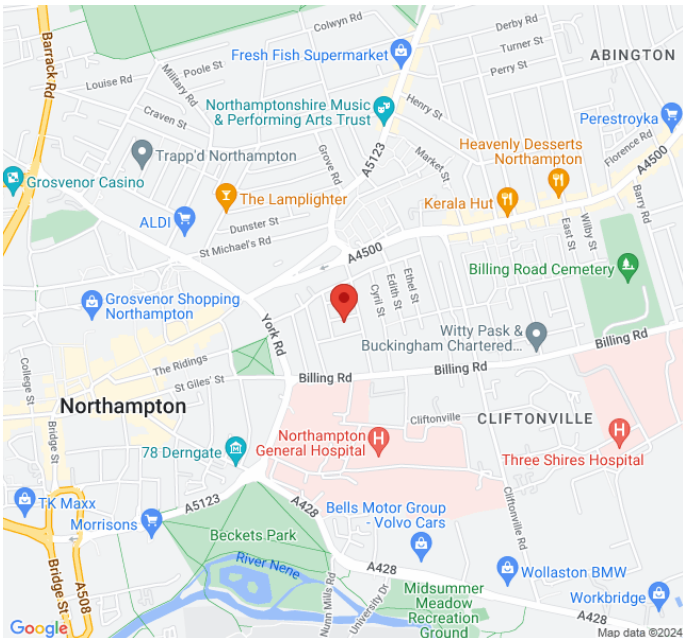 Colwyn Rd
Derby Rd
Turner St
Perry St
ABINGTON
Barrack Rd
Fresh Fish Supermarket
Poole St
Military Rd
Louise Rd
Craven St
Northamptonshire Music
& Performing Arts Trust
Henry St
Perestroyka
Florence Rd
A4500
Heavenly Desserts
Northampton
Market St
A5123
Grove Rd
Trapp'd Northampton
Grosvenor Casino
The Lamplighter
Kerala Hut
Barry Rd
ALDI
Dunster St
St Michael's Rd
A4500
East St
Wilby St
Billing Road Cemetery
Ethel St
Edith St
Cyril St
Grosvenor Shopping
Northampton
York Rd
Witty Pask &
Buckingham Chartered...
Billing Rd
The Ridings
St Giles' St
College St
Billing Rd
Billing Rd
Northampton
Bridge St
Cliftonville
CLIFTONVILLE
Northampton
General Hospital
Three Shires Hospital
78 Derngate
TK Maxx
Morrisons
A5123
A428
Bells Motor Group
- Volvo Cars
Cliftonville Rd
Beckets Park
River Nene
Bridge St
A508
Nunn Mills Rd
University Dr
A428
Wollaston BMW
Midsummer
Meadow
Recreation
Ground
A428
Workbridge
Google
Map data ©2024